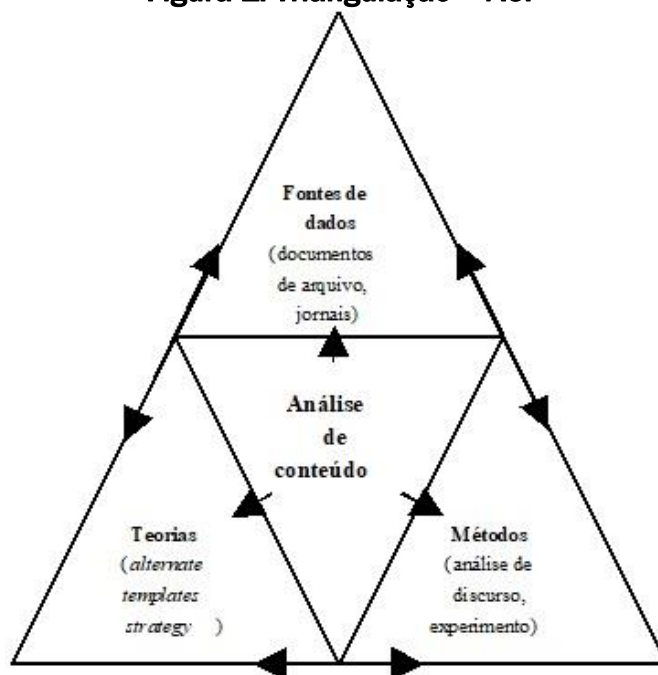 Fontes de
dados
(documentos
de arquivo,
jornais)
Análise
de
conteúdo
Teorias
(alternate
templates
strategy )
Métodos
(análise de
discurso,
experimento)